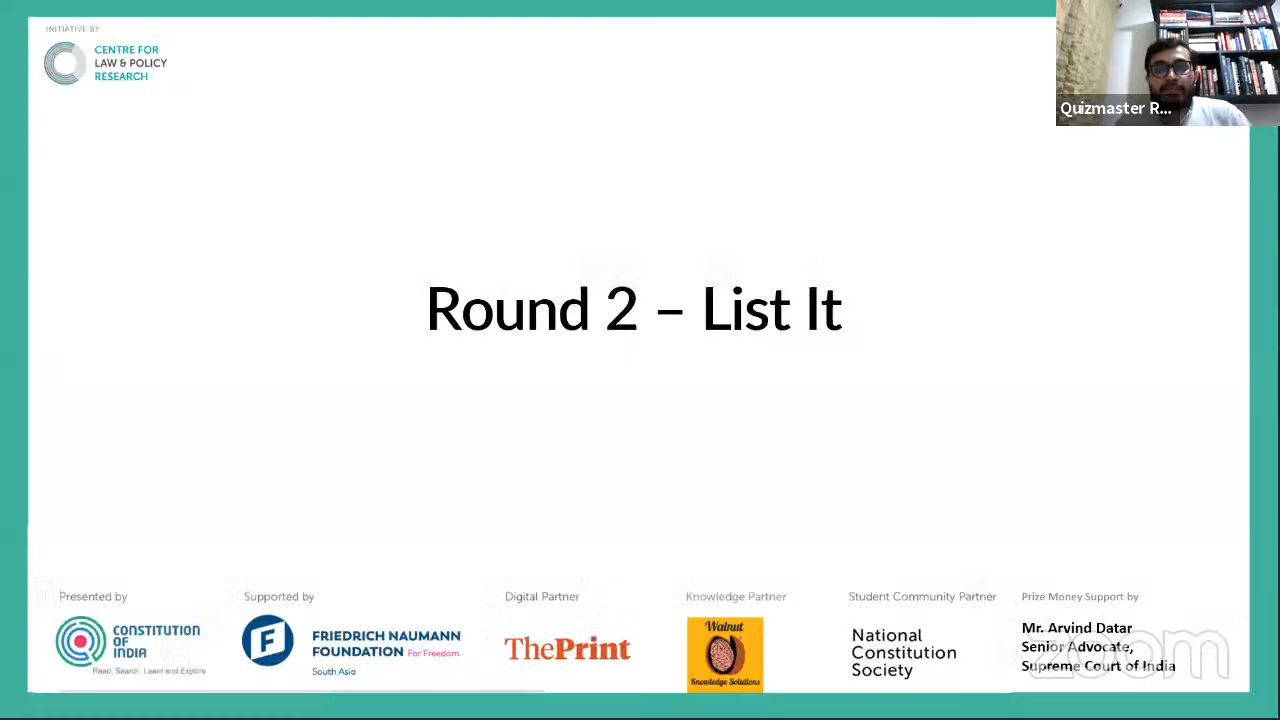 INITIATIVE BY:
CENTRE FOR
LAW & POLICY
RESEARCH
Quizmaster R...
Round 2 – List It
Presented by
CONSTITUTION
OF
INDIA
Read, Search, Learn and Explore
Supported by
FRIEDRICH NAUMANN
FOUNDATION For Freedom.
South Asia
Digital Partner
ThePrint
Knowledge Partner
Walnut
Knowledge Solutions
Student Community Partner
National
Constitution
Society
Prize Money Support by
Mr. Arvind Datar
Senior Advocate,
Supreme Court of India
zoom